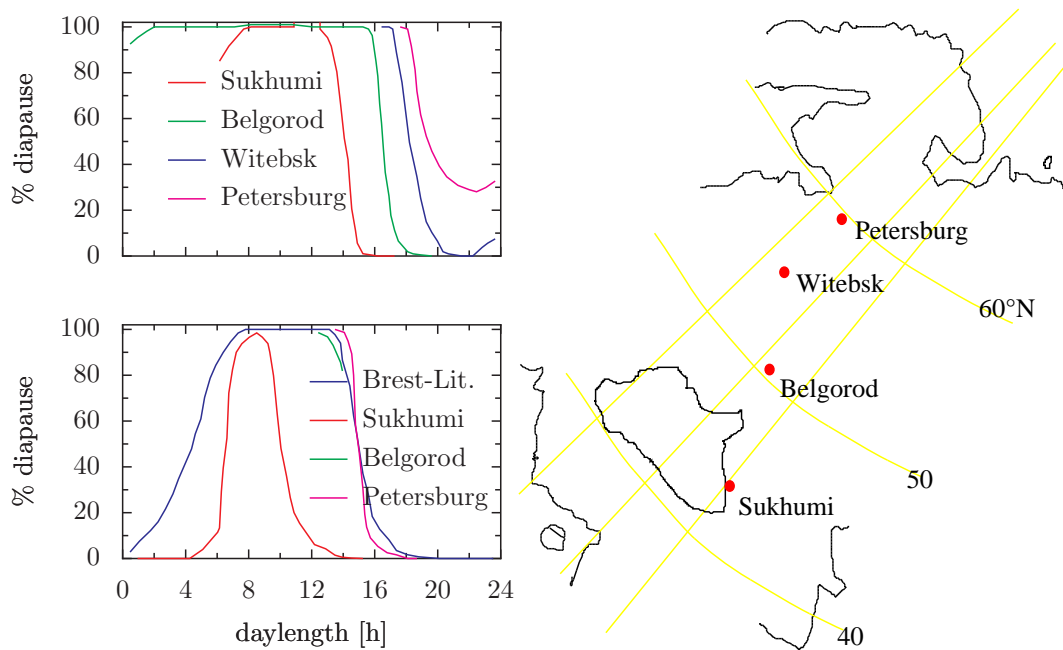 % diapause
100
80
60
40
20
0
Sukhumi
Belgorod
Witebsk
Petersburg
% diapause
100
80
60
40
20
0
Brest-Lit.
Sukhumi
Belgorod
Petersburg
0 4 8 12 16 20 24
daylength [h]
Petersburg
Witebsk
60°N
Belgorod
50
Sukhumi
40